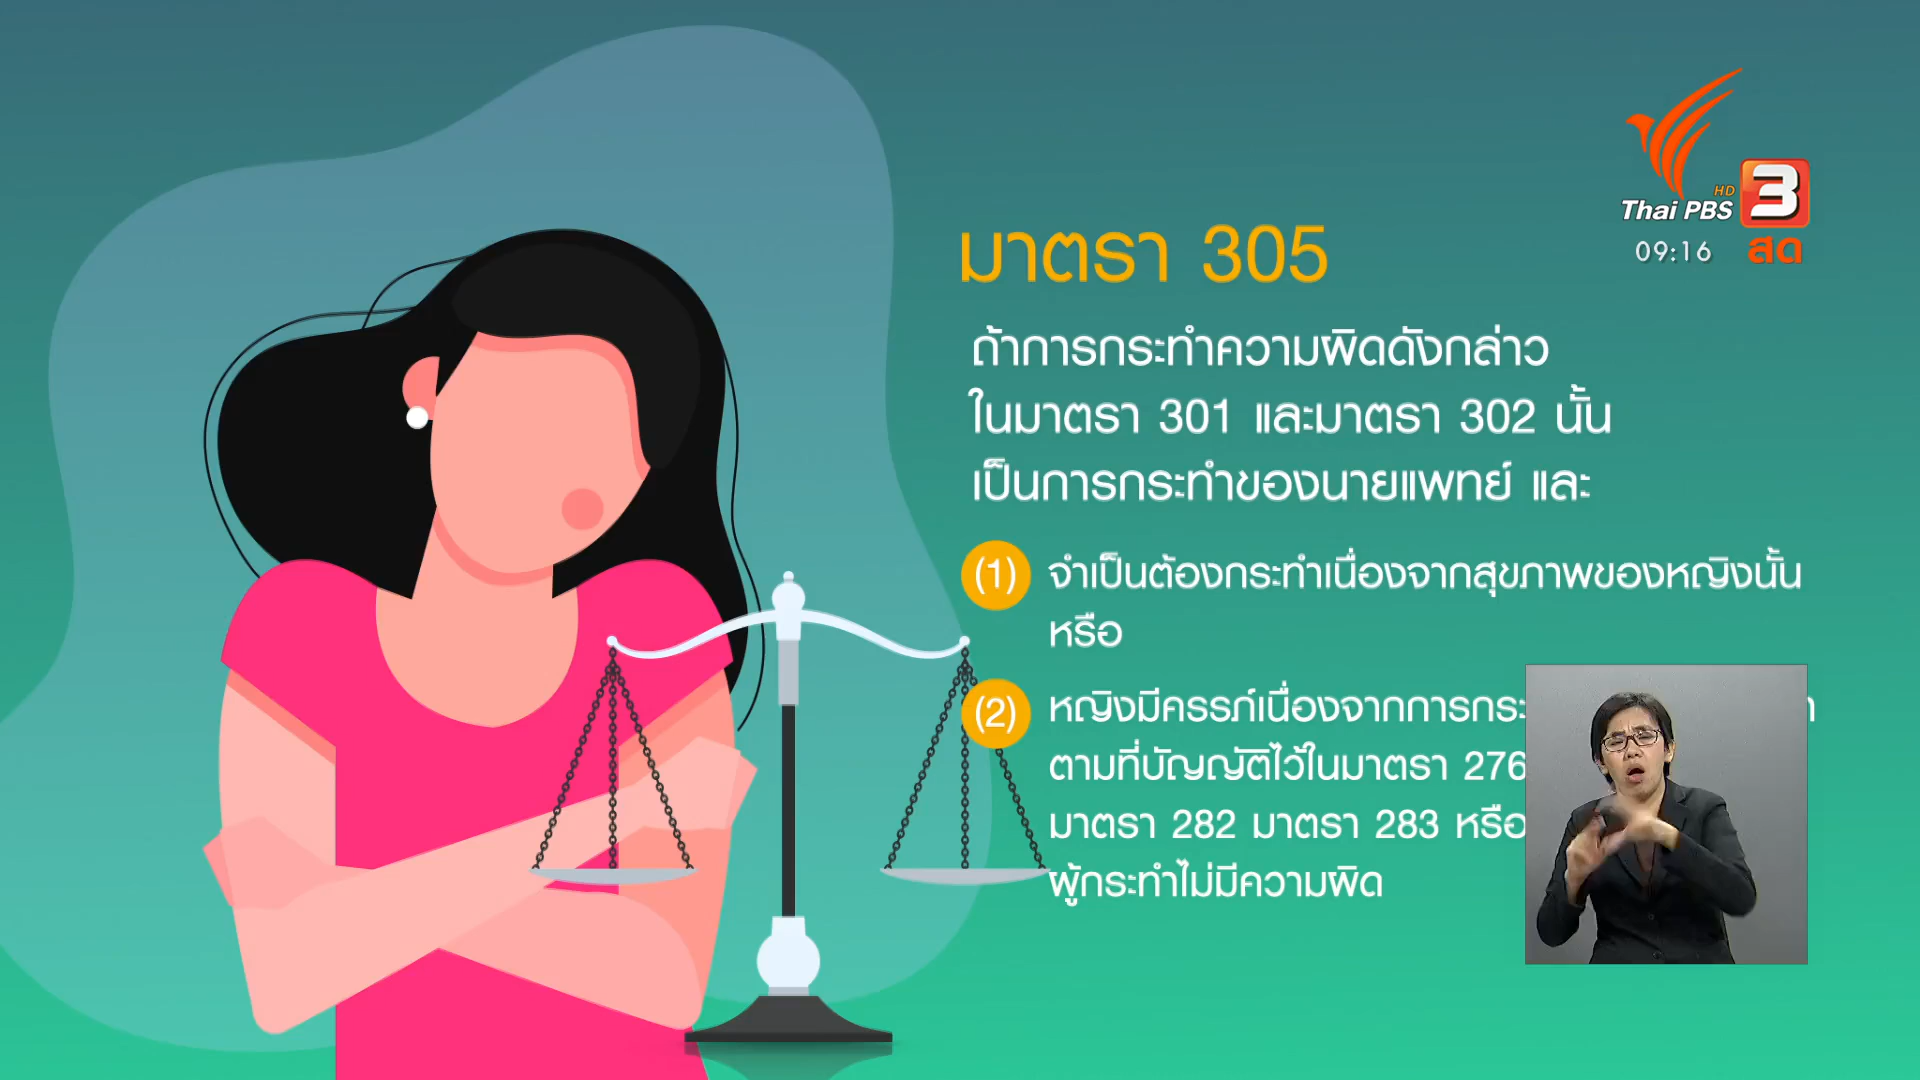 HD
Thai PBS 3
09:16 สด
มาตรา 305
ถ้าการกระทำความผิดดังกล่าว
ในมาตรา 301 และมาตรา 302 นั้น
เป็นการกระทำของนายแพทย์ และ
(1) จำเป็นต้องกระทำเนื่องจากสุขภาพของหญิงนั้น
หรือ
(2) หญิงมีครรภ์เนื่องจากการกระ
ตามที่บัญญัติไว้ในมาตรา 276
มาตรา 282 มาตรา 283 หรือ
ผู้กระทำไม่มีความผิด